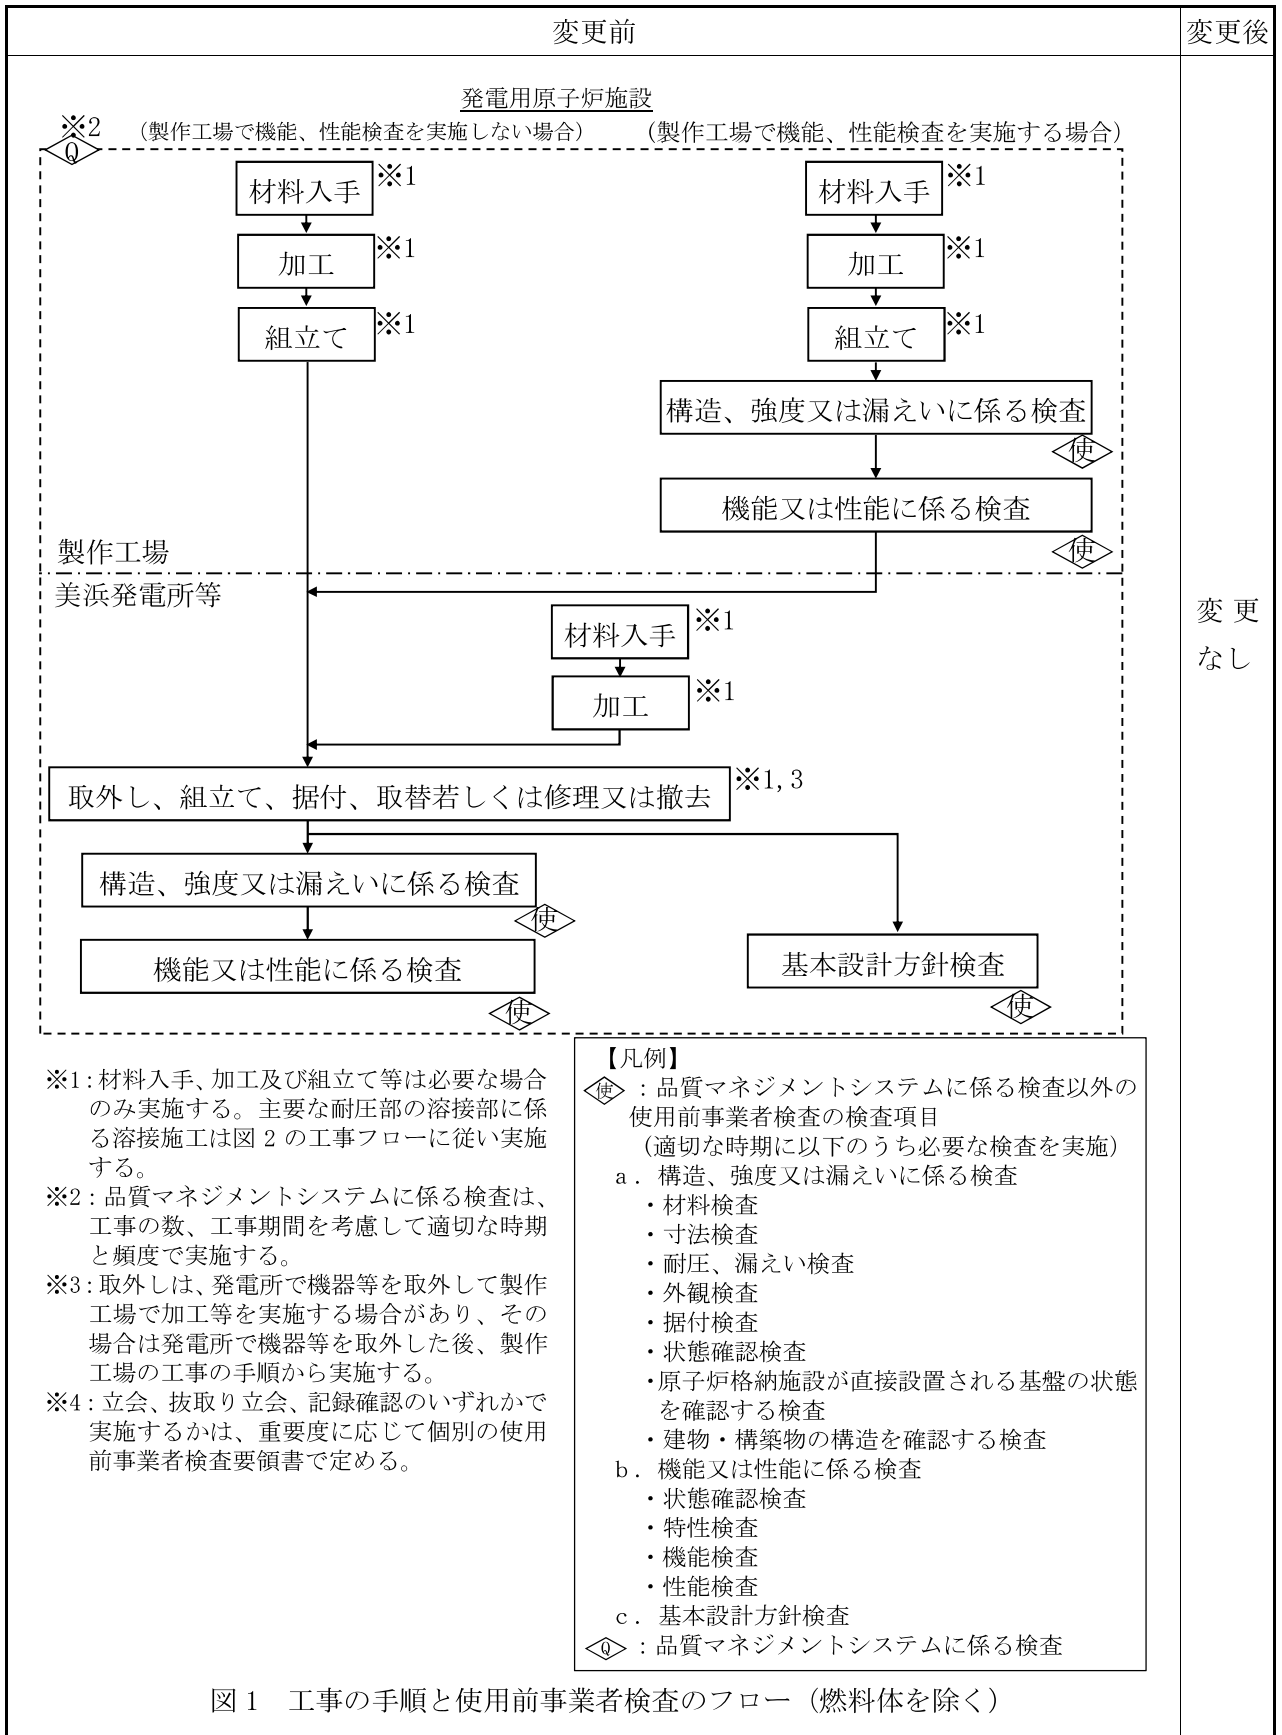 変更前
変更後
発電用原子炉施設
※2
Q
（製作工場で機能、性能検査を実施しない場合）
（製作工場で機能、性能検査を実施する場合）
材料入手
※1
加工
※1
組立て
※1
材料入手
※1
加工
※1
組立て
※1
構造、強度又は漏えいに係る検査
使
機能又は性能に係る検査
使
製作工場
美浜発電所等
材料入手
※1
加工
※1
取外し、組立て、据付、取替若しくは修理又は撤去
※1,3
構造、強度又は漏えいに係る検査
使
機能又は性能に係る検査
使
基本設計方針検査
使
※1：材料入手、加工及び組立て等は必要な場合
のみ実施する。主要な耐圧部の溶接部に係
る溶接施工は図２の工事フローに従い実施
する。
※2：品質マネジメントシステムに係る検査は、
工事の数、工事期間を考慮して適切な時期
と頻度で実施する。
※3：取外しは、発電所で機器等を取外して製作
工場で加工等を実施する場合があり、その
場合は発電所で機器等を取外した後、製作
工場の工事の手順から実施する。
※4：立会、抜取り立会、記録確認のいずれかで
実施するかは、重要度に応じて個別の使用
前事業者検査要領書で定める。
【凡例】
使 ：品質マネジメントシステムに係る検査以外の
使用前事業者検査の検査項目
（適切な時期に以下のうち必要な検査を実施）
ａ．構造、強度又は漏えいに係る検査
・材料検査
・寸法検査
・耐圧、漏えい検査
・外観検査
・据付検査
・状態確認検査
・原子炉格納施設が直接設置される基盤の状態
を確認する検査
・建物・構築物の構造を確認する検査
ｂ．機能又は性能に係る検査
・状態確認検査
・特性検査
・機能検査
・性能検査
ｃ．基本設計方針検査
Q ：品質マネジメントシステムに係る検査
図１　工事の手順と使用前事業者検査のフロー（燃料体を除く）
変 更
なし